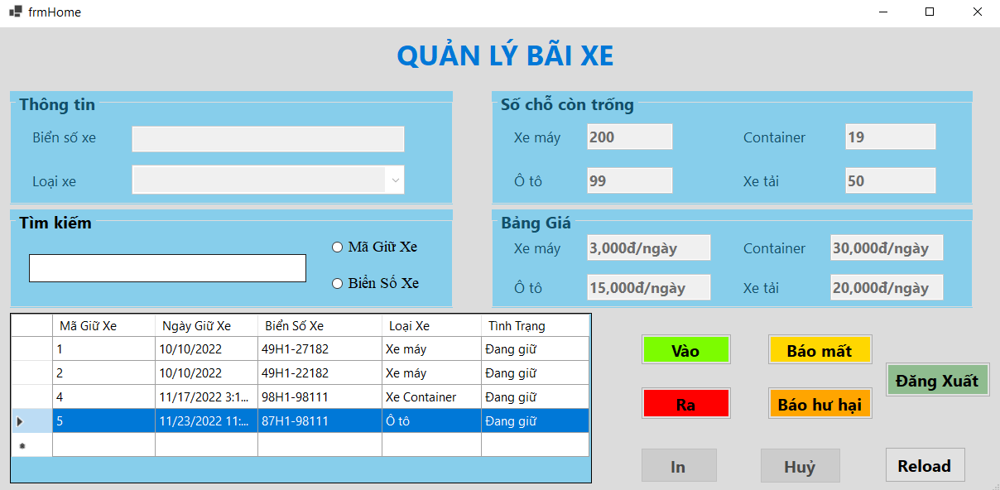 frmHome
QUẢN LÝ BÃI XE
Thông tin
Biển số xe
Loại xe
Số chỗ còn trống
Xe máy 200 Container 19
Ô tô 99 Xe tải 50
Tìm kiếm
Mã Giữ Xe
Biển Số Xe
Bảng Giá
Xe máy 3,000đ/ngày Container 30,000đ/ngày
Ô tô 15,000đ/ngày Xe tải 20,000đ/ngày
Mã Giữ Xe Ngày Giữ Xe Biển Số Xe Loại Xe Tình Trạng
1 10/10/2022 49H1-27182 Xe máy Đang giữ
2 10/10/2022 49H1-22182 Xe máy Đang giữ
4 11/17/2022 3:1... 98H1-98111 Xe Container Đang giữ
5 11/23/2022 11:... 87H1-98111 Ô tô Đang giữ
Vào Báo mất
Đăng Xuất
Ra Báo hư hại
In Huỷ Reload